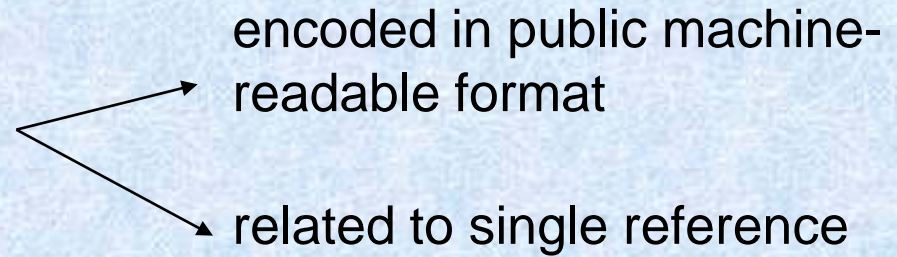 encoded in public machine-
readable format
related to single reference